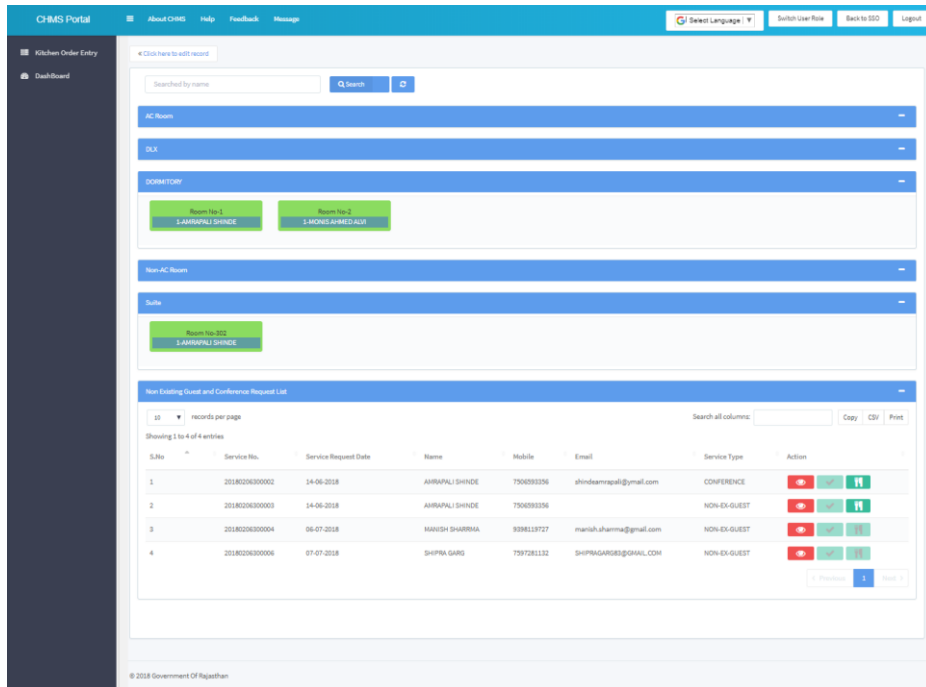 CHMS Portal
About CHMS Help Feedback Message
Select Language ▼
Switch User Role
Back to SSO
Logout
Kitchen Order Entry
DashBoard
Click here to edit record
Searched by name
Search
AC Room
DLX
DORMITORY
Room No-1
1-AMRAPALI SHINDE
Room No-2
1-MONIS AHMED ALVI
Non-AC Room
Suite
Room No-302
1-AMRAPALI SHINDE
Non Existing Guest and Conference Request List
10 records per page
Search all columns:
Copy CSV Print
Showing 1 to 4 of 4 entries
S.No Service No. Service Request Date Name Mobile Email Service Type Action
1 20180206300002 14-06-2018 AMRAPALI SHINDE 7506593356 shindeamrapali@ymail.com CONFERENCE
2 20180206300003 14-06-2018 AMRAPALI SHINDE 7506593356 NON-EX-GUEST
3 20180206300004 06-07-2018 MANISH SHARRMA 9398119727 manish.sharrma@gmail.com NON-EX-GUEST
4 20180206300006 07-07-2018 SHIPRA GARG 7597281132 SHIPRAGARG83@GMAIL.COM NON-EX-GUEST
Previous 1 Next
© 2018 Government Of Rajasthan